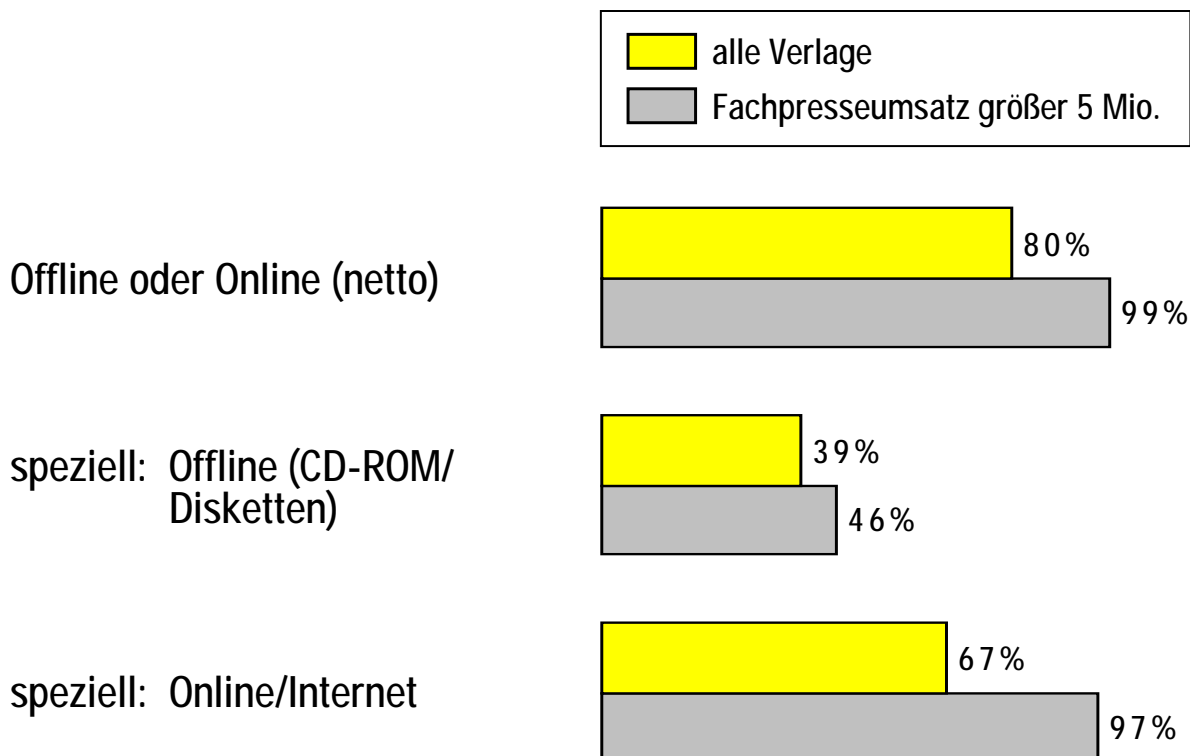 alle Verlage
Fachpresseumsatz größer 5 Mio.
Offline oder Online (netto)
80%
99%
speziell: Offline (CD-ROM/
Disketten)
39%
46%
speziell: Online/Internet
67%
97%